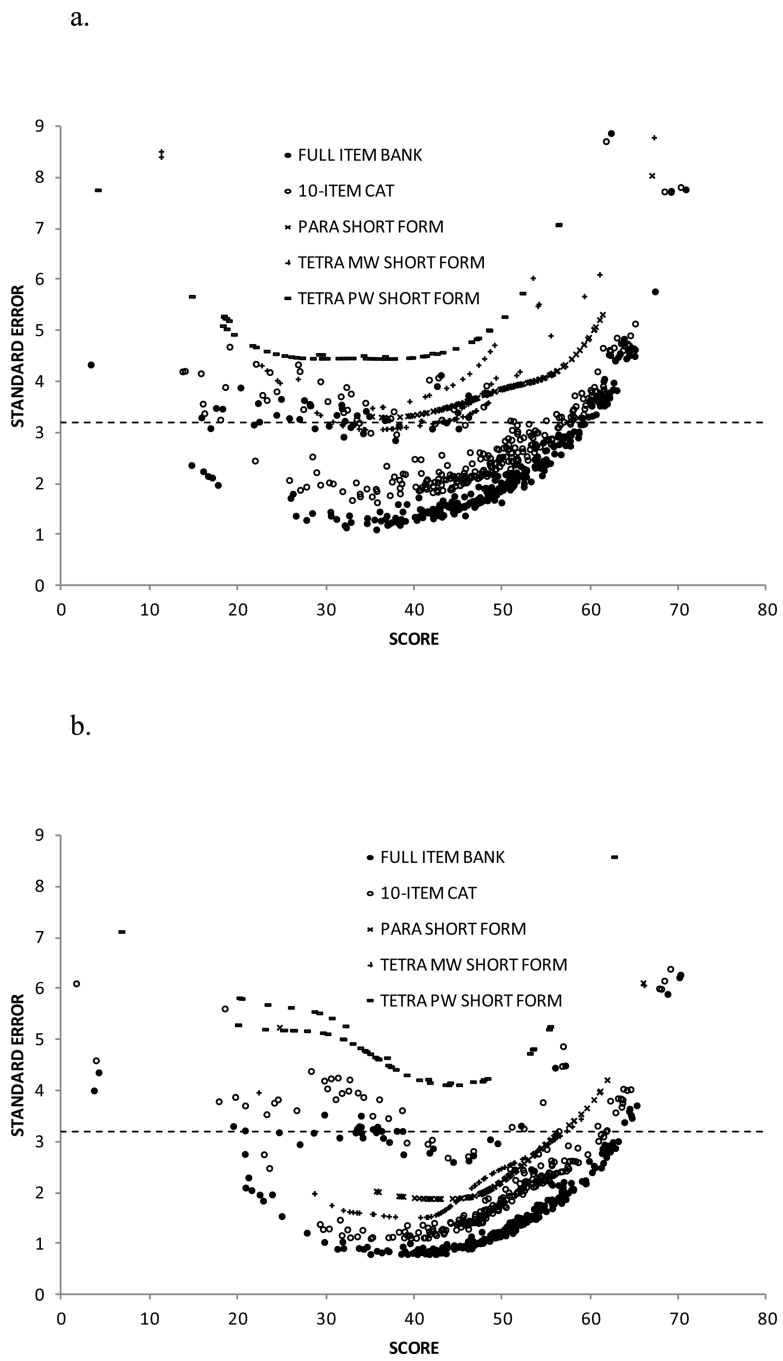 a.
9
8
7
6
5
4
3
2
1
0
STANDARD ERROR
FULL ITEM BANK
10-ITEM CAT
PARA SHORT FORM
TETRA MW SHORT FORM
TETRA PW SHORT FORM
0 10 20 30 40 50 60 70 80
SCORE
b.
9
8
7
6
5
4
3
2
1
0
STANDARD ERROR
FULL ITEM BANK
10-ITEM CAT
PARA SHORT FORM
TETRA MW SHORT FORM
TETRA PW SHORT FORM
0 10 20 30 40 50 60 70 80
SCORE